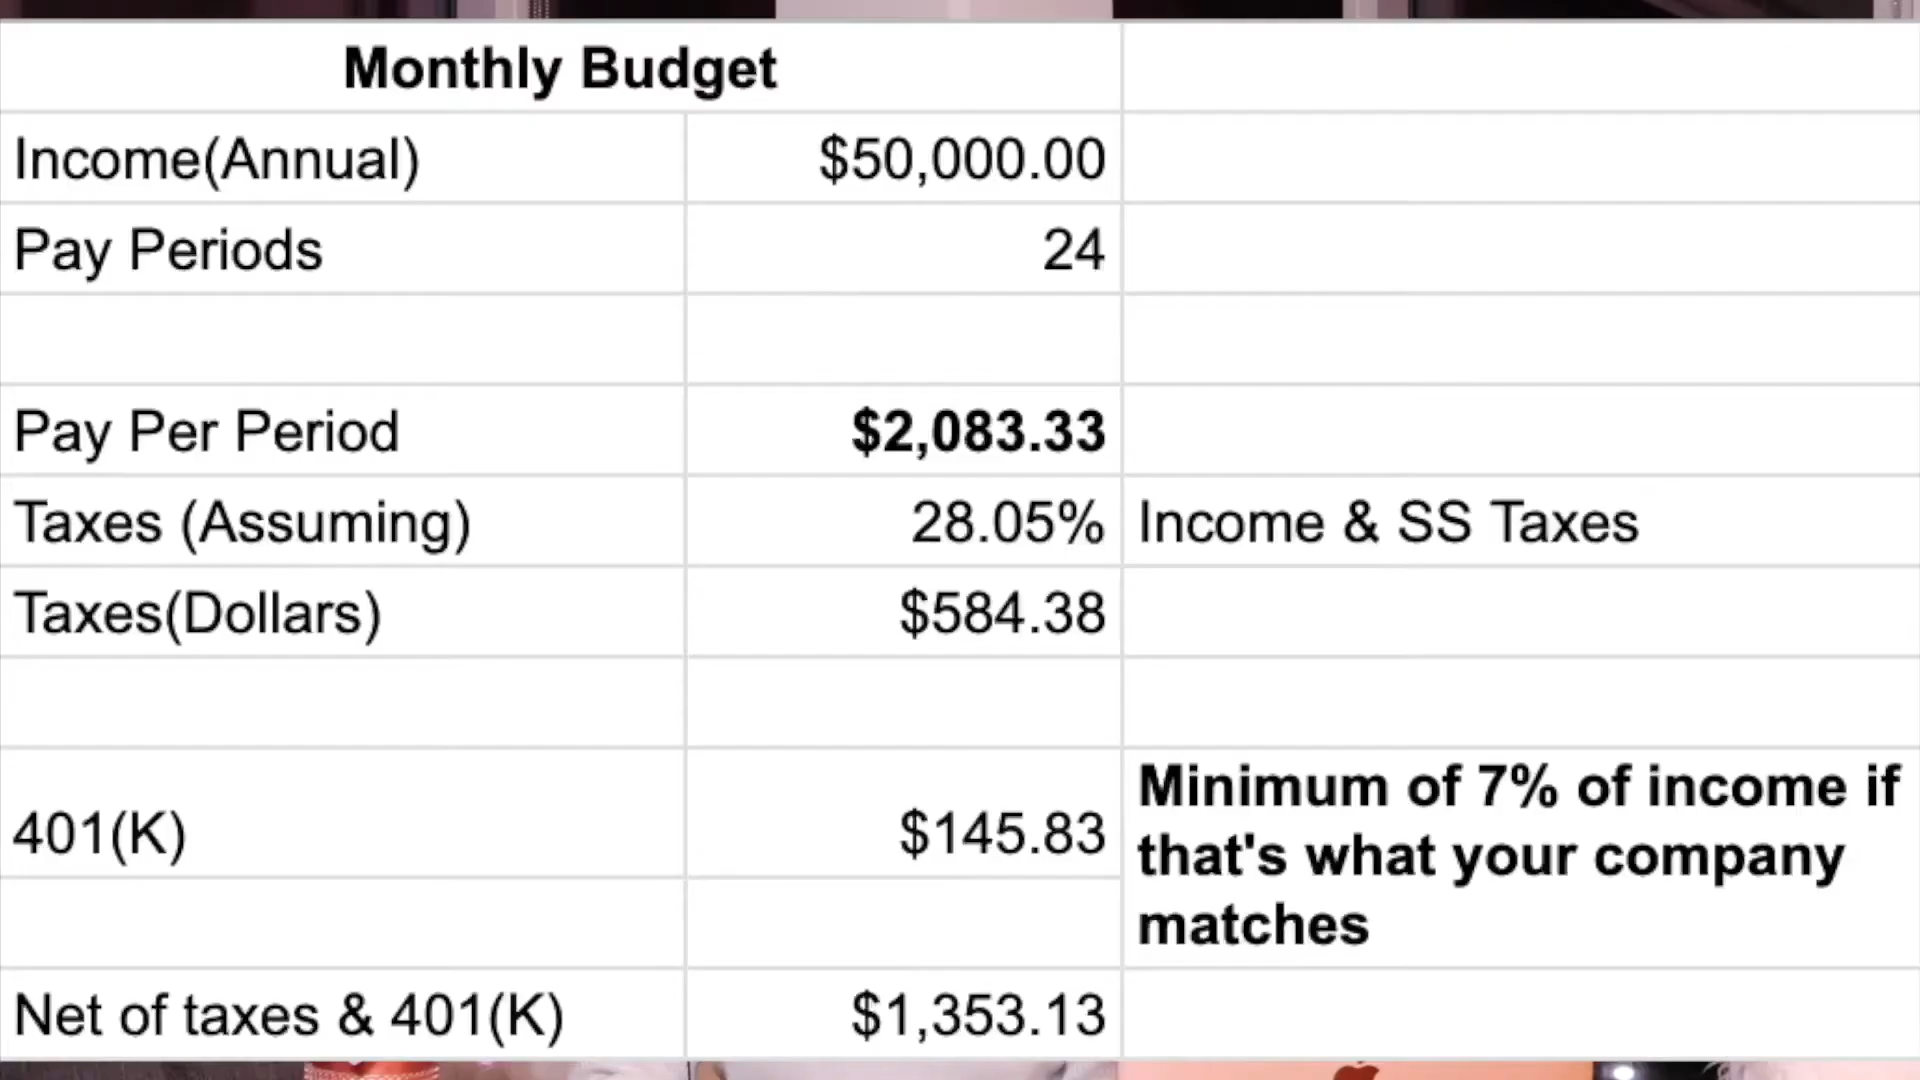 Monthly Budget
Income(Annual) $50,000.00
Pay Periods 24
Pay Per Period $2,083.33
Taxes (Assuming) 28.05% Income & SS Taxes
Taxes(Dollars) $584.38
401(K) $145.83 Minimum of 7% of income if
that's what your company
matches
Net of taxes & 401(K) $1,353.13